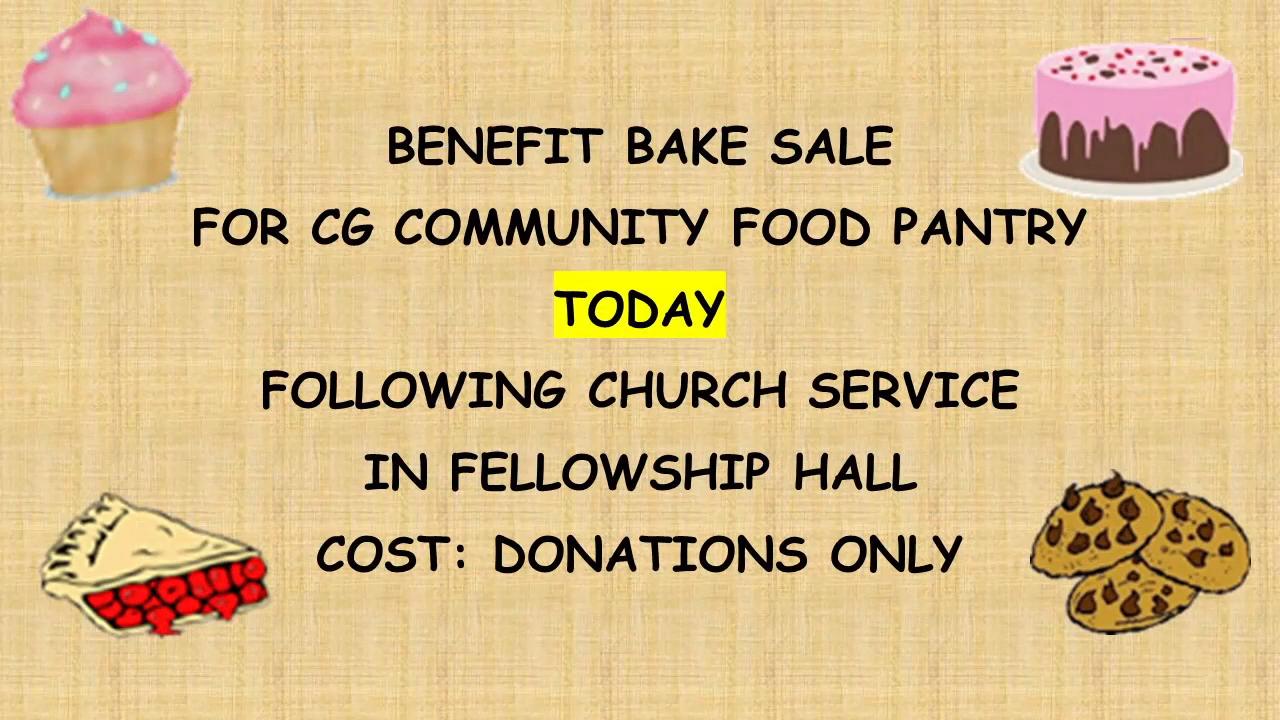 BENEFIT BAKE SALE
FOR CG COMMUNITY FOOD PANTRY
TODAY
FOLLOWING CHURCH SERVICE
IN FELLOWSHIP HALL
COST: DONATIONS ONLY